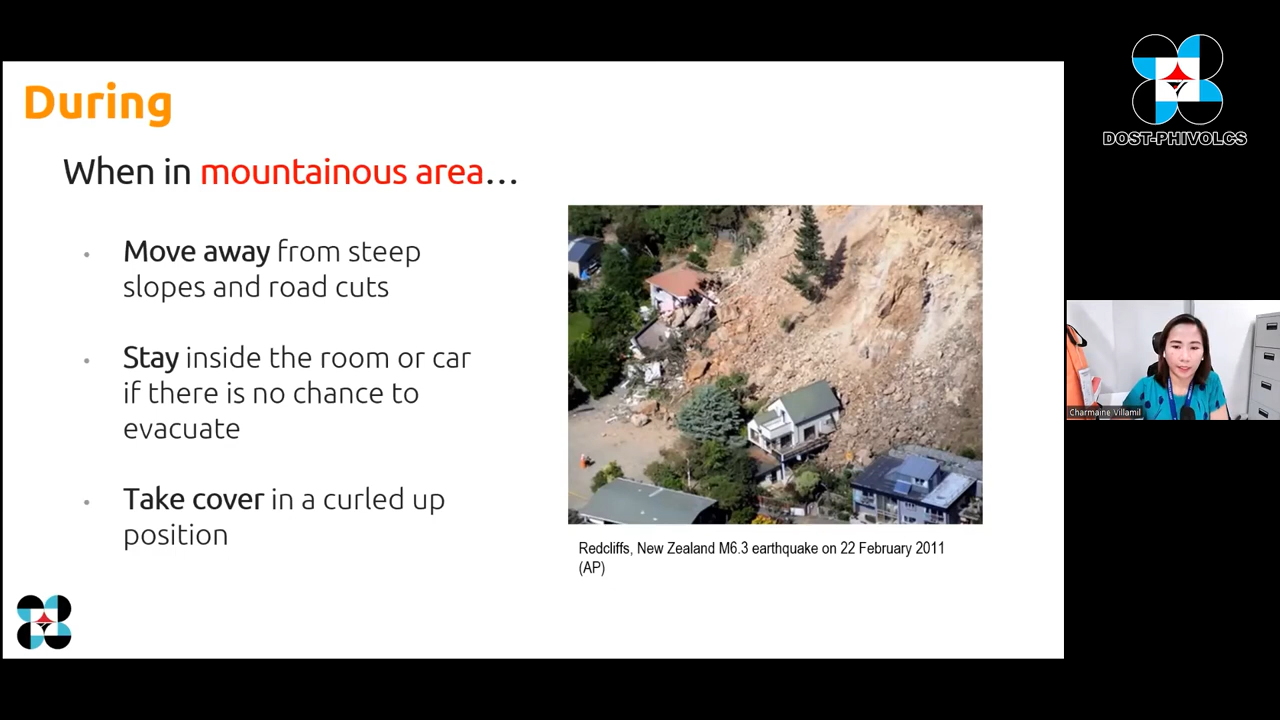 During
When in mountainous area…
• Move away from steep
slopes and road cuts
• Stay inside the room or car
if there is no chance to
evacuate
• Take cover in a curled up
position
Redcliffs, New Zealand M6.3 earthquake on 22 February 2011
(AP)
DOST-PHIVOLCS
Charmaine Villamil